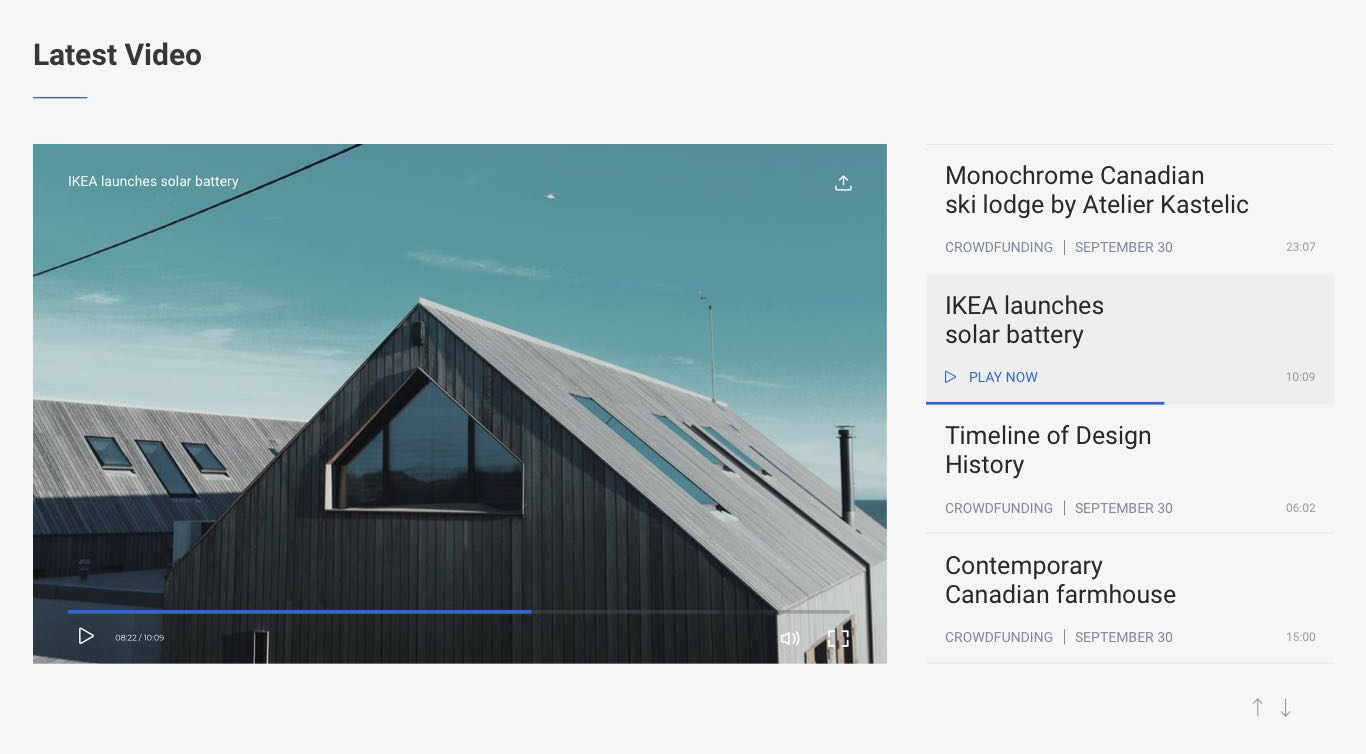 Latest Video
IKEA launches solar battery
08:22 / 10:09
Monochrome Canadian
ski lodge by Atelier Kastelic
CROWDFUNDING | SEPTEMBER 30 23:07
IKEA launches
solar battery
PLAY NOW 10:09
Timeline of Design
History
CROWDFUNDING | SEPTEMBER 30 06:02
Contemporary
Canadian farmhouse
CROWDFUNDING | SEPTEMBER 30 15:00